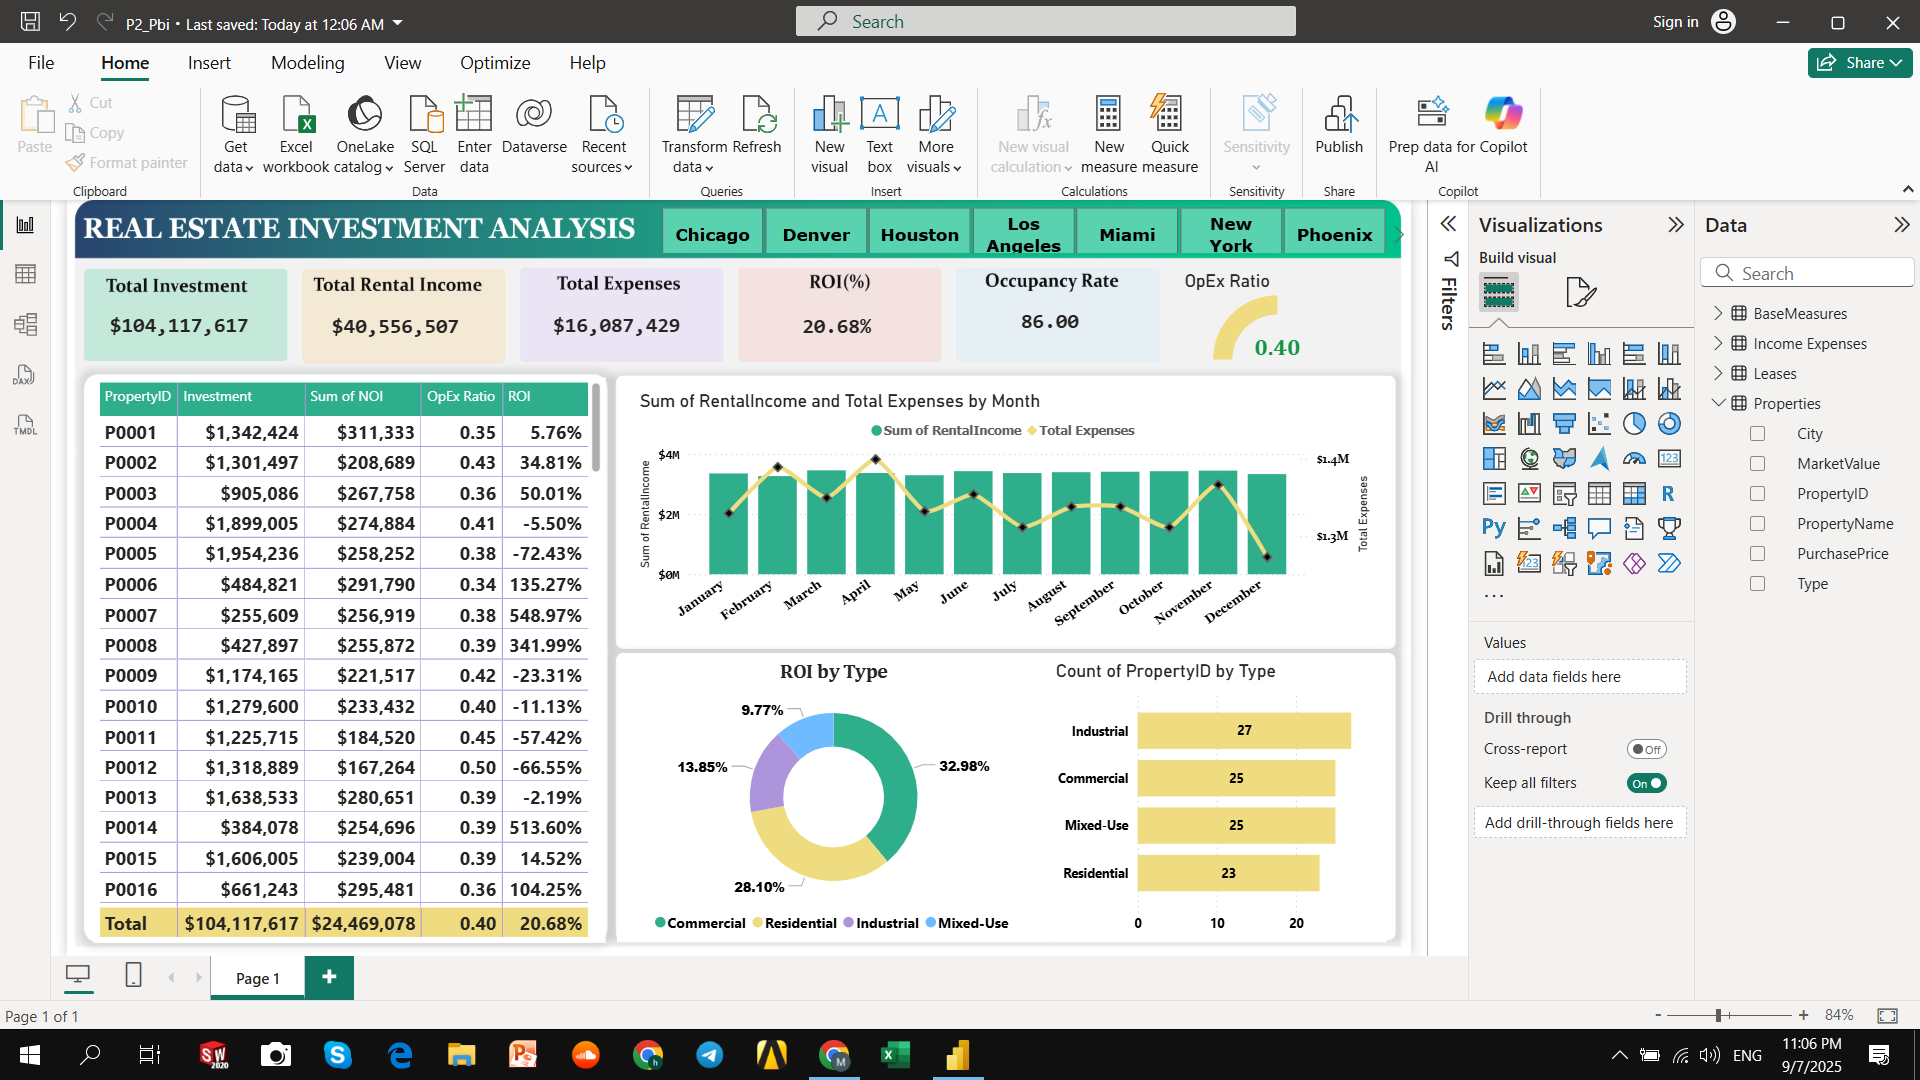 P2_Pbi • Last saved: Today at 12:06 AM
Search
Sign in
File
Home
Insert
Modeling
View
Optimize
Help
Share
Paste
Cut
Copy
Format painter
Clipboard
Get data
Excel workbook
OneLake catalog
SQL Server
Enter data
Dataverse
Recent sources
Data
Transform data
Refresh
Queries
New visual
Text box
More visuals
Insert
New visual calculation
New measure
Quick measure
Calculations
Sensitivity
Sensitivity
Publish
Share
Prep data for AI
Copilot
Copilot
REAL ESTATE INVESTMENT ANALYSIS
Chicago
Denver
Houston
Los Angeles
Miami
New York
Phoenix
Total Investment
$104,117,617
Total Rental Income
$40,556,507
Total Expenses
$16,087,429
ROI(%)
20.68%
Occupancy Rate
86.00
OpEx Ratio
0.40
PropertyID Investment Sum of NOI OpEx Ratio ROI
P0001 $1,342,424 $311,333 0.35 5.76%
P0002 $1,301,497 $208,689 0.43 34.81%
P0003 $905,086 $267,758 0.36 50.01%
P0004 $1,899,005 $274,884 0.41 -5.50%
P0005 $1,954,236 $258,252 0.38 -72.43%
P0006 $484,821 $291,790 0.34 135.27%
P0007 $255,609 $256,919 0.38 548.97%
P0008 $427,897 $255,872 0.39 341.99%
P0009 $1,174,165 $221,517 0.42 -23.31%
P0010 $1,279,600 $233,432 0.40 -11.13%
P0011 $1,225,715 $184,520 0.45 -57.42%
P0012 $1,318,889 $167,264 0.50 -66.55%
P0013 $1,638,533 $280,651 0.39 -2.19%
P0014 $384,078 $254,696 0.39 513.60%
P0015 $1,606,005 $239,004 0.39 14.52%
P0016 $661,243 $295,481 0.36 104.25%
Total $104,117,617 $24,469,078 0.40 20.68%
Sum of RentalIncome and Total Expenses by Month
Sum of RentalIncome Total Expenses
Sum of RentalIncome
$4M
$2M
$0M
$1.4M
$1.3M
Total Expenses
January
February
March
April
May
June
July
August
September
October
November
December
ROI by Type
9.77%
13.85%
32.98%
28.10%
Commercial Residential Industrial Mixed-Use
Count of PropertyID by Type
Industrial 27
Commercial 25
Mixed-Use 25
Residential 23
0 10 20
Filters
Visualizations
Build visual
123
R
Py
123
Values
Add data fields here
Drill through
Cross-report
Off
Keep all filters
On
Add drill-through fields here
Data
Search
BaseMeasures
Income Expenses
Leases
Properties
City
MarketValue
PropertyID
PropertyName
PurchasePrice
Type
DAX
TMDL
Page 1
Page 1 of 1
84%
SW 2020
ENG
11:06 PM
9/7/2025